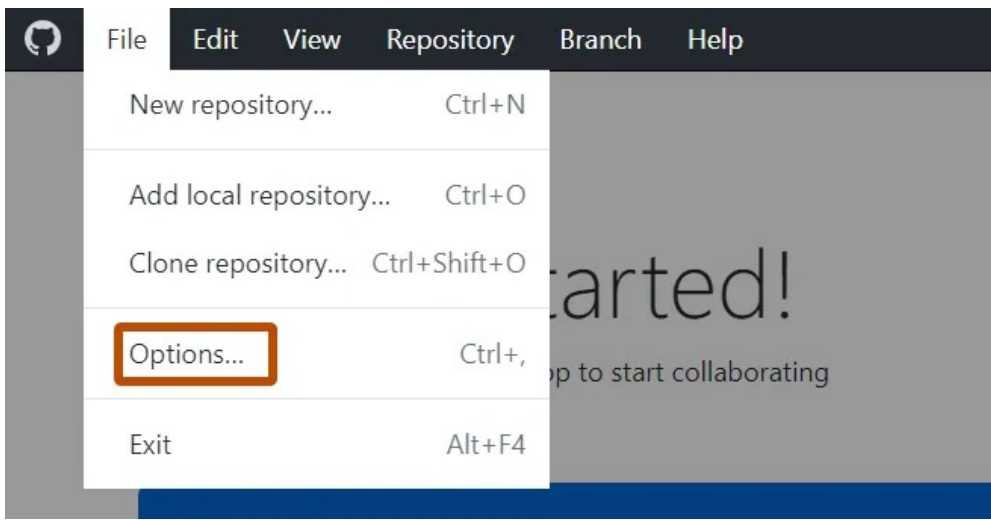 File Edit View Repository Branch Help
New repository... Ctrl+N
Add local repository... Ctrl+O
Clone repository... Ctrl+Shift+O
arted!
Options... Ctrl+,
to start collaborating
Exit Alt+F4